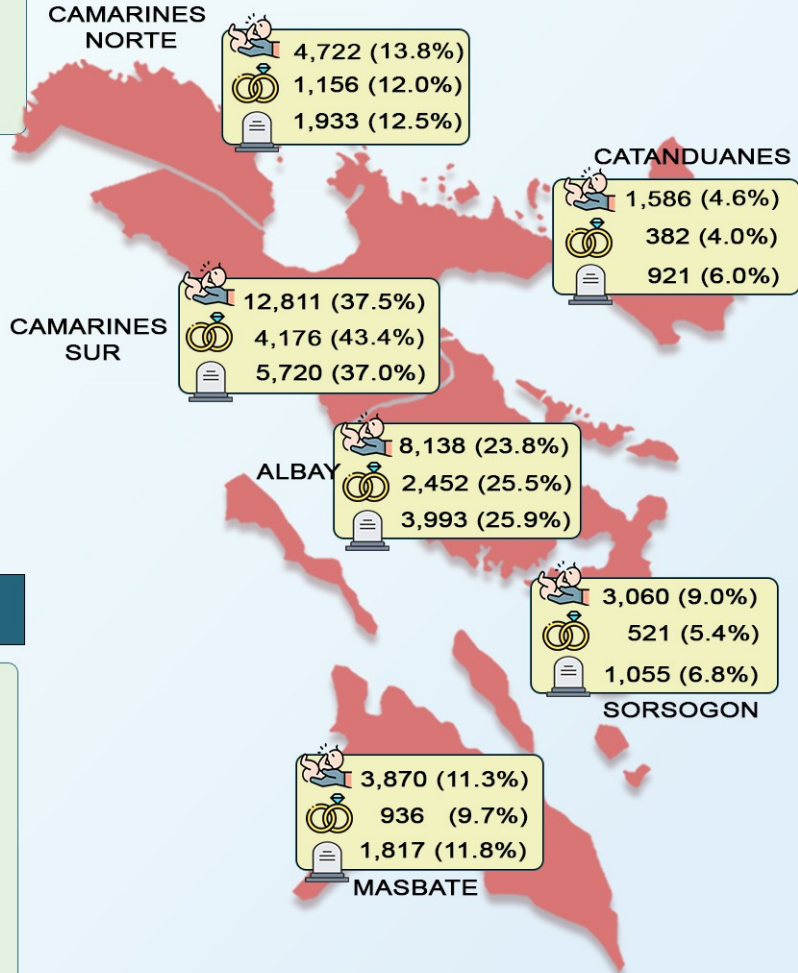 CAMARINES
NORTE
4,722 (13.8%)
1,156 (12.0%)
1,933 (12.5%)
CATANDUANES
1,586 (4.6%)
382 (4.0%)
921 (6.0%)
CAMARINES
SUR
12,811 (37.5%)
4,176 (43.4%)
5,720 (37.0%)
ALBAY
8,138 (23.8%)
2,452 (25.5%)
3,993 (25.9%)
3,060 (9.0%)
521 (5.4%)
1,055 (6.8%)
SORSOGON
3,870 (11.3%)
936 (9.7%)
1,817 (11.8%)
MASBATE